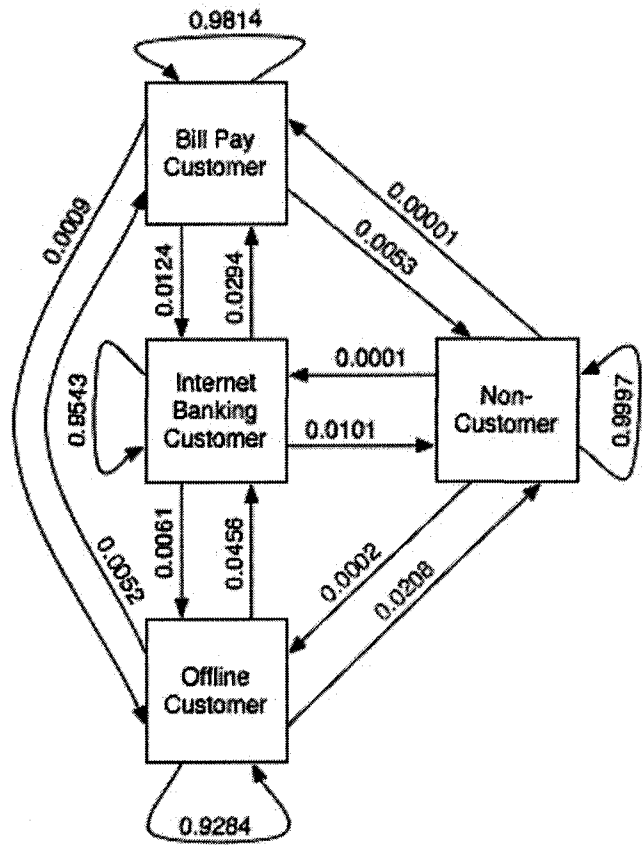 0.9814
Bill Pay
Customer
0.0009
0.00001
0.0053
0.0124
0.0294
0.0001
Internet
Banking
Customer
Non-
Customer
0.9543
0.9997
0.0101
0.0061
0.0456
0.0052
0.0002
0.0208
Offline
Customer
0.9284